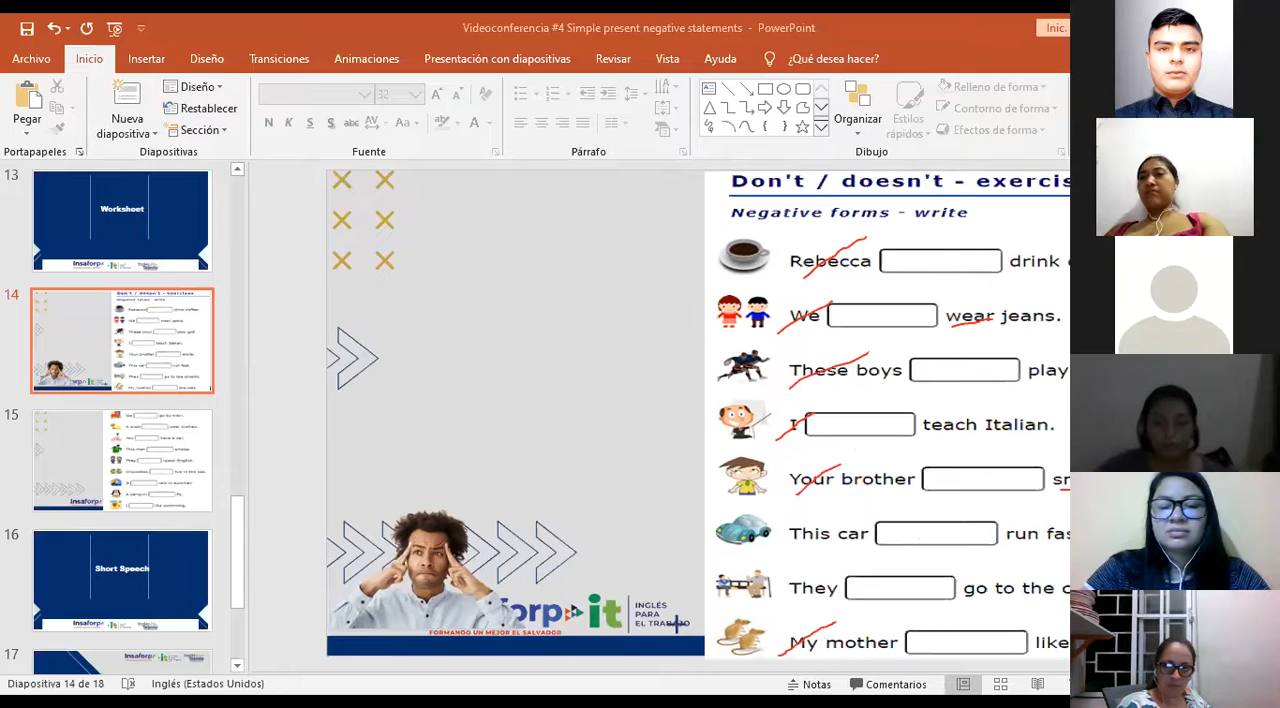 Videoconferencia #4 Simple present negative statements - PowerPoint
Inic.
Archivo Inicio Insertar Diseño Transiciones Animaciones Presentación con diapositivas Revisar Vista Ayuda ¿Qué desea hacer?
Pegar
Portapapeles
Nueva diapositiva
Diseño
Restablecer
Sección
Diapositivas
32
N K S S abc AV Aa A
Fuente
Párrafo
Organizar
Estilos rápidos
Relleno de forma
Contorno de forma
Efectos de forma
Dibujo
13
Worksheet
14
15
16
Short Speech
17
Don't / doesn't - exercis
Negative forms - write
Rebecca drink
We wear jeans.
These boys play
I teach Italian.
Your brother
This car run fas
They go to the
My mother like
it
INGLÉS
PARA
EL TRABAJO
FORMANDO UN MEJOR EL SALVADOR
Diapositiva 14 de 18 Inglés (Estados Unidos) Notas Comentarios